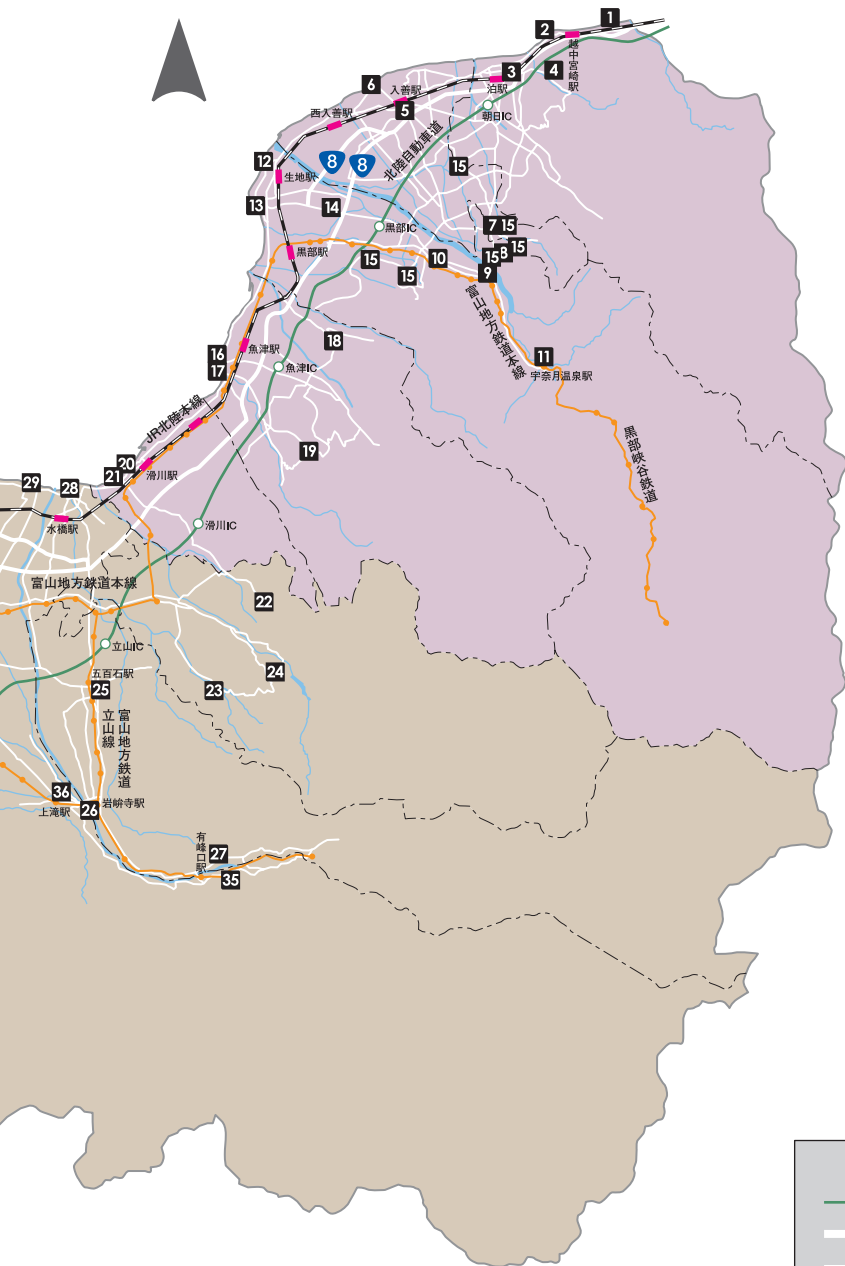 1
2
越中宮崎駅
3
4
泊駅
6
入善駅
5
朝日IC
西入善駅
北陸自動車道
8
8
12
生地駅
15
13
14
黒部IC
7
15
15
8
15
9
黒部駅
15
10
15
富山地方鉄道本線
18
16
魚津駅
17
魚津IC
11
宇奈月温泉駅
JR北陸本線
黒部峡谷鉄道
19
20
21
滑川駅
29
28
水橋駅
滑川IC
富山地方鉄道本線
22
立山IC
五百石駅
25
24
23
富山地方鉄道
立山線
36
上滝駅
26
岩峅寺駅
有峰口駅
27
35